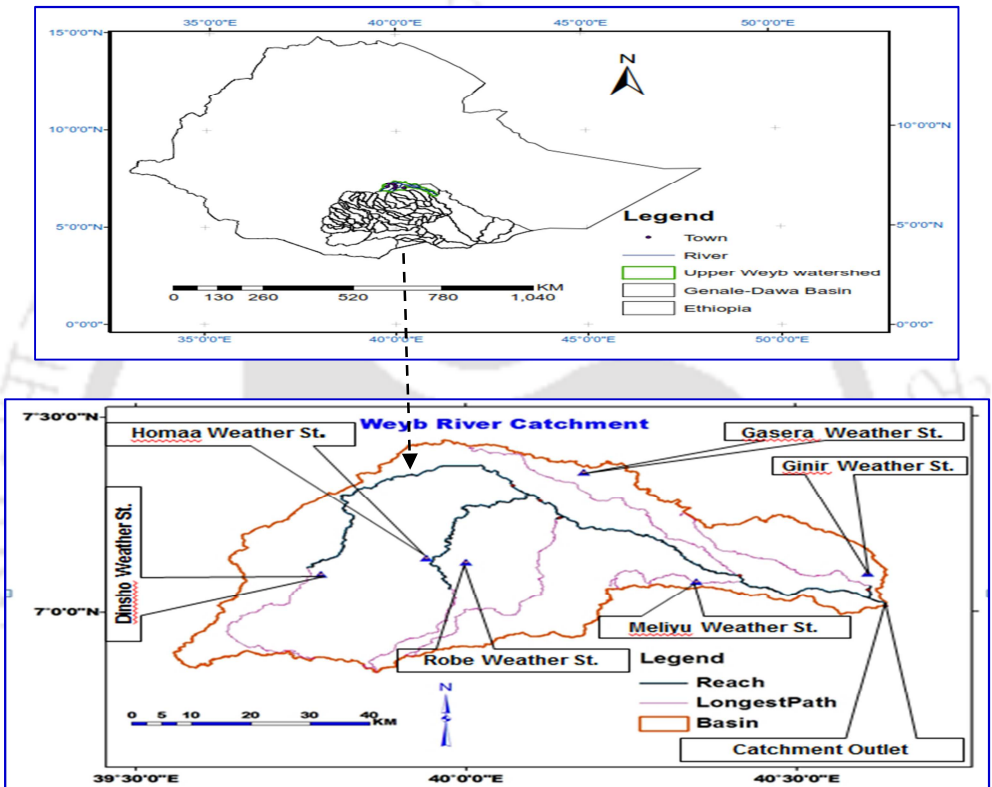 35°0'0"E 40°0'0"E 45°0'0"E 50°0'0"E
15°0'0"N
N
10°0'0"N 10°0'0"N
5°0'0"N 5°0'0"N
Legend
Town
River
Upper Weyb watershed
Genale-Dawa Basin
Ethiopia
KM
0 130 260 520 780 1,040
0°0'0" 0°0'0"
35°0'0"E 40°0'0"E 45°0'0"E 50°0'0"E
7°30'0"N
Weyb River Catchment
Homaa Weather St.
Gasera Weather St.
Ginir Weather St.
Dinsho Weather St.
7°0'0"N
Meliyu Weather St.
Robe Weather St.
Legend
Reach
LongestPath
Basin
N
0 5 10 20 30 40
KM
Catchment Outlet
39°30'0"E 40°0'0"E 40°30'0"E